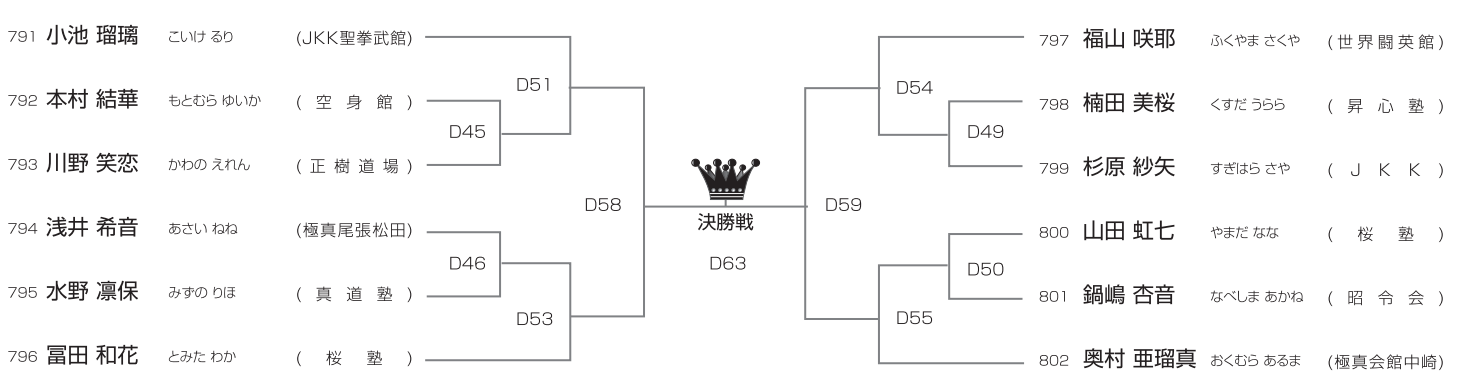 791 小池 瑠璃 こいけ るり (JKK聖拳武館)
792 本村 結華 もとむら ゆいか (空身館)
793 川野 笑恋 かわの えれん (正樹道場)
794 浅井 希音 あさい ねね (極真尾張松田)
795 水野 凛保 みずの りほ (真道塾)
796 冨田 和花 とみた わか (桜塾)
D51
D45
D58
D46
D53
決勝戦
D63
D54
D49
D59
D50
D55
797 福山 咲耶 ふくやま さくや (世界闘英館)
798 楠田 美桜 くすだ うらら (昇心塾)
799 杉原 紗矢 すぎはら さや (JKK)
800 山田 虹七 やまだ なな (桜塾)
801 鍋嶋 杏音 なべしま あかね (昭令会)
802 奥村 亜瑠真 おくむら あるま (極真会館中崎)